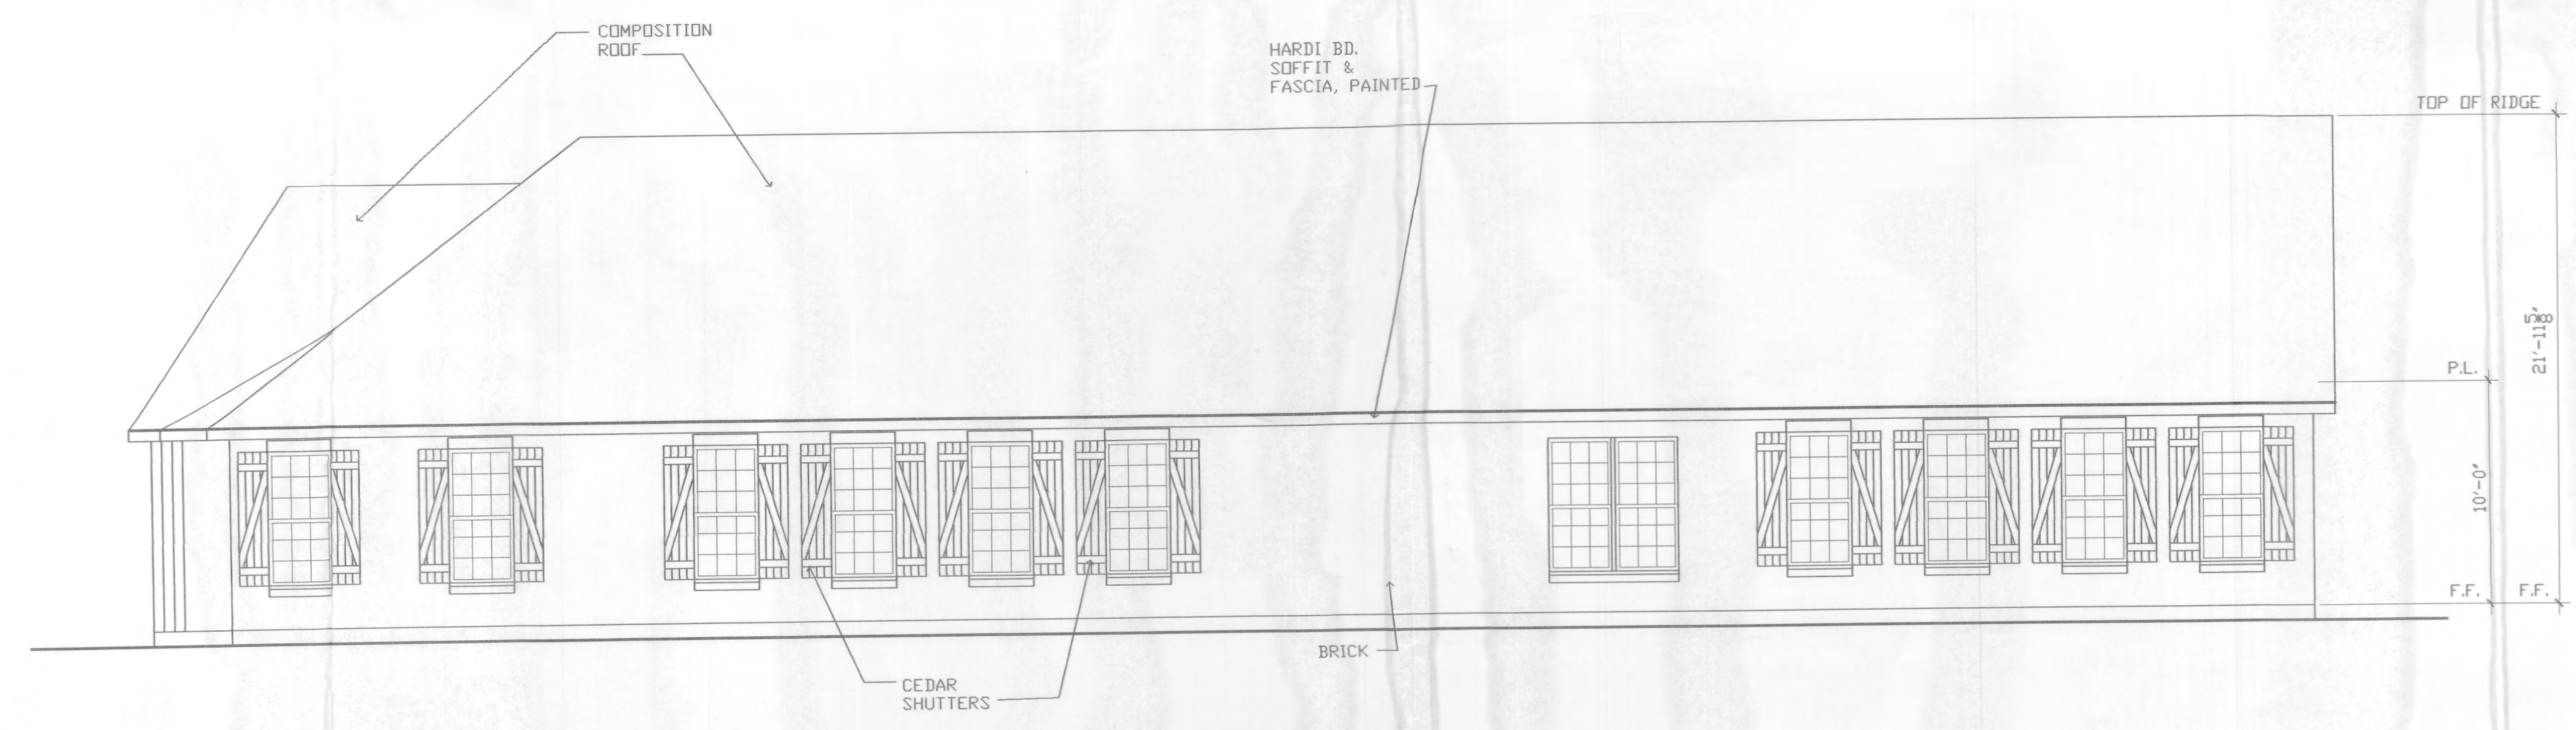 COMPOSITION
ROOF
HARDI BD.
SOFFIT &
FASCIA, PAINTED
TOP OF RIDGE
P.L.
21'-11 5/8"
10'-0"
F.F.
F.F.
BRICK
CEDAR
SHUTTERS